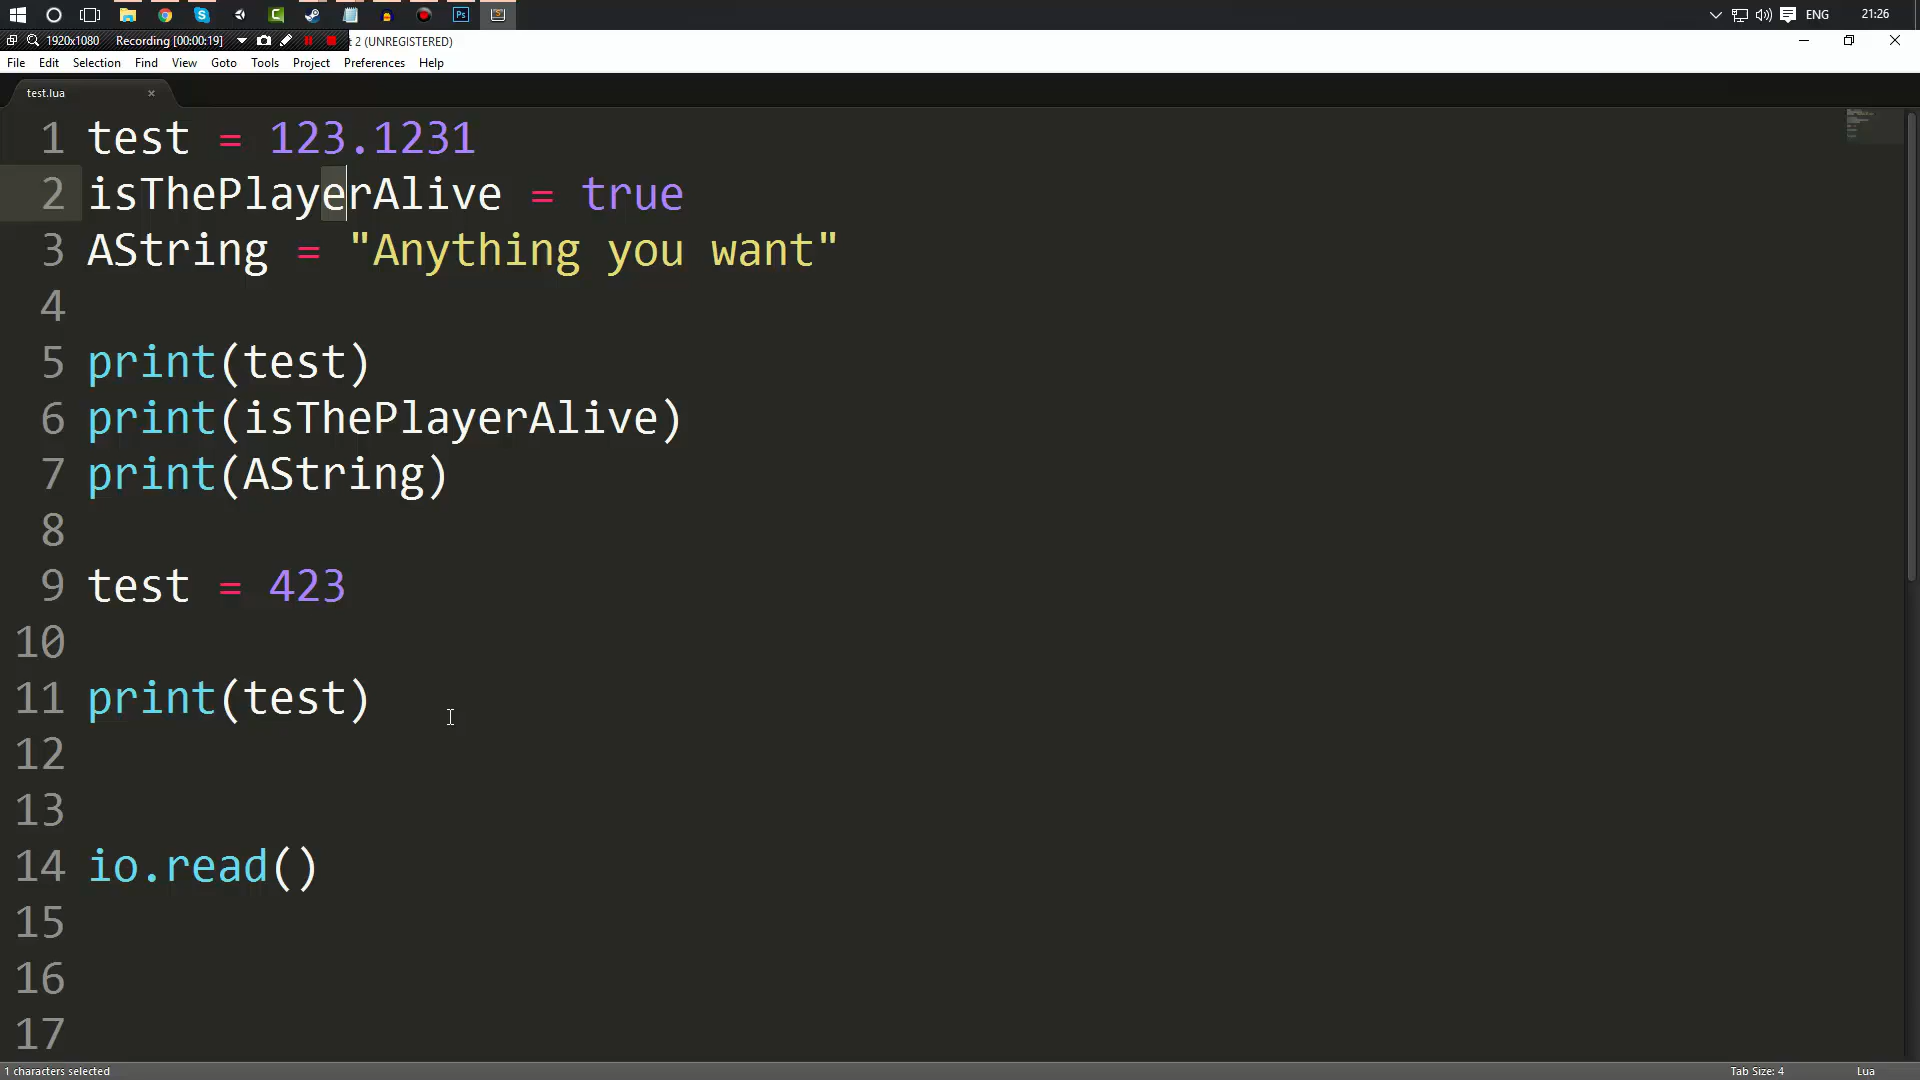 Ps
ENG
21:26
1920x1080 Recording [00:00:19] t 2 (UNREGISTERED)
File Edit Selection Find View Goto Tools Project Preferences Help
test.lua
1 test = 123.1231
2 isThePlayerAlive = true
3 AString = "Anything you want"
4
5 print(test)
6 print(isThePlayerAlive)
7 print(AString)
8
9 test = 423
10
11 print(test)
12
13
14 io.read()
15
16
17
1 characters selected
Tab Size: 4
Lua